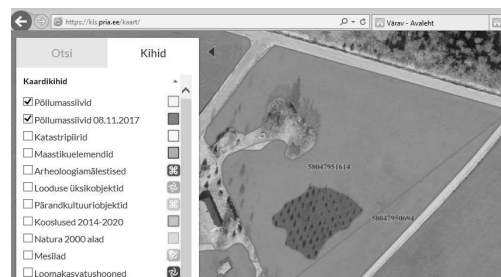 https://kls.pria.ee/kaart/
Värav - Avaleht
Otsi
Kihid
Kaardikihid
Põllumassiivid
Põllumassiivid 08.11.2017
Katastripiirid
Maastikuelemendid
Arheoloogiamälestised
Looduse üksikobjektid
Pärandkultuuriobjektid
Kooslused 2014-2020
Natura 2000 alad
Mesilad
Loomakasvatushooned
58047951614
58047950694